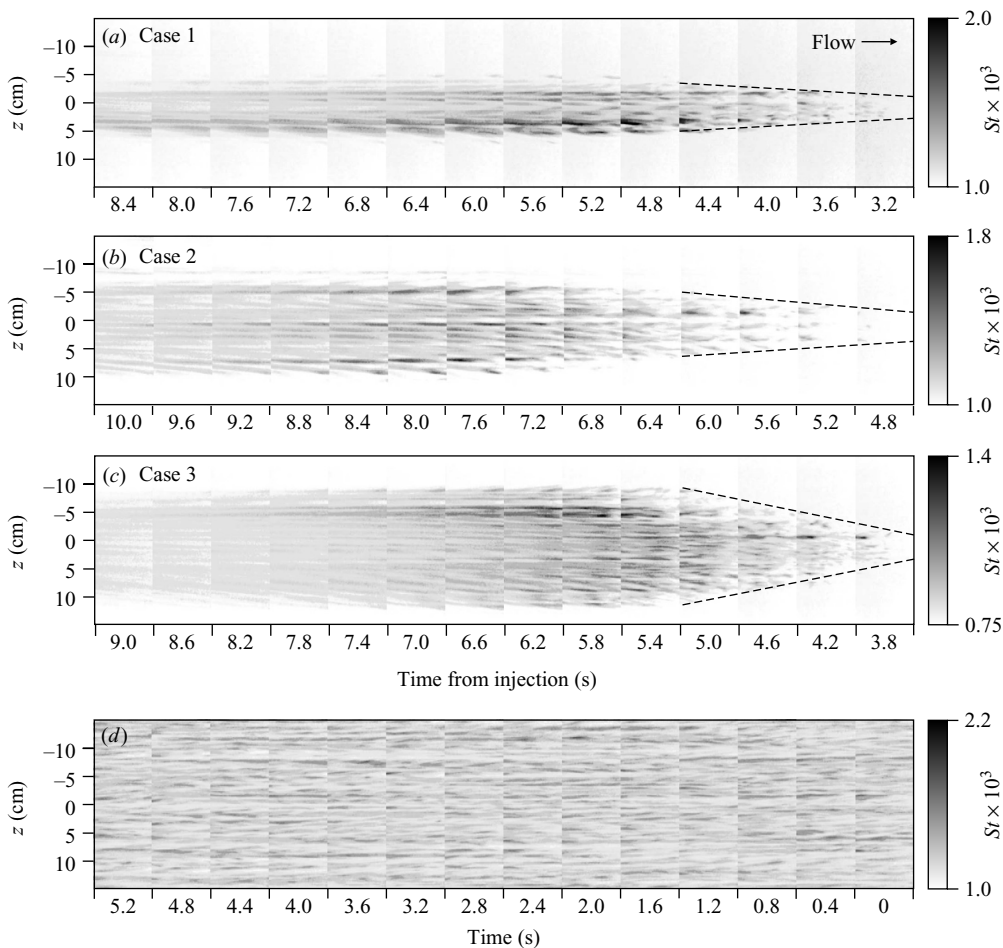 (a) Case 1
Flow
z (cm)
–10
–5
0
5
10
8.4 8.0 7.6 7.2 6.8 6.4 6.0 5.6 5.2 4.8 4.4 4.0 3.6 3.2
2.0
St × 10³
1.0
(b) Case 2
z (cm)
–10
–5
0
5
10
10.0 9.6 9.2 8.8 8.4 8.0 7.6 7.2 6.8 6.4 6.0 5.6 5.2 4.8
1.8
St × 10³
1.0
(c) Case 3
z (cm)
–10
–5
0
5
10
9.0 8.6 8.2 7.8 7.4 7.0 6.6 6.2 5.8 5.4 5.0 4.6 4.2 3.8
1.4
St × 10³
0.75
Time from injection (s)
(d)
z (cm)
–10
–5
0
5
10
5.2 4.8 4.4 4.0 3.6 3.2 2.8 2.4 2.0 1.6 1.2 0.8 0.4 0
2.2
St × 10³
1.0
Time (s)